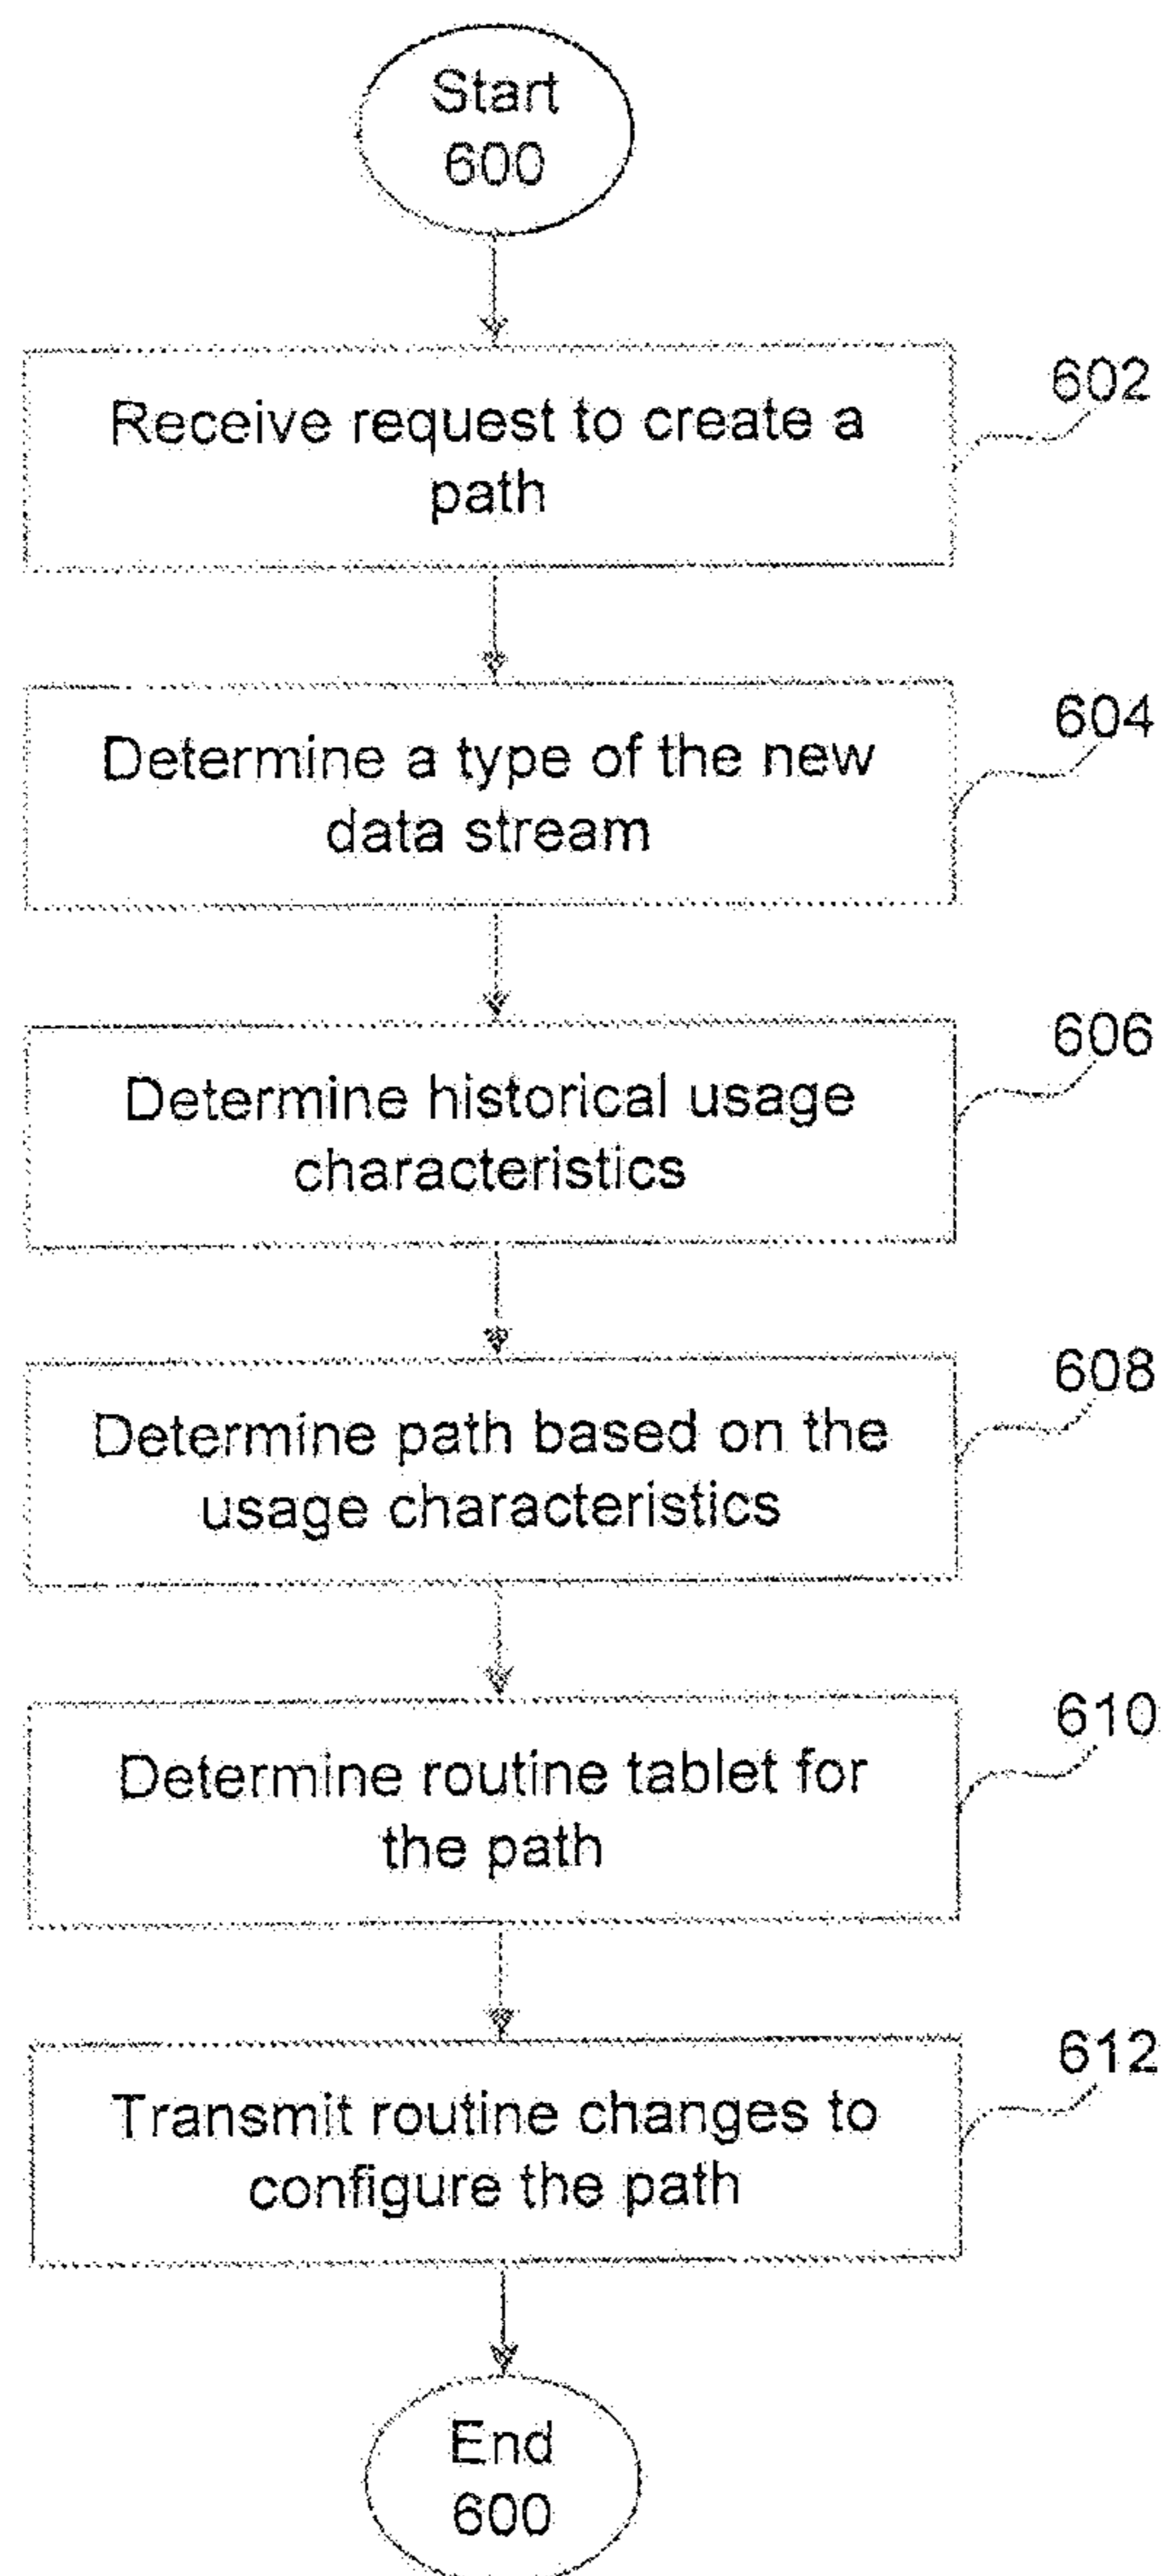 Start
600
Receive request to create a
path
602
Determine a type of the new
data stream
604
Determine historical usage
characteristics
606
Determine path based on the
usage characteristics
608
Determine routine tablet for
the path
610
Transmit routine changes to
configure the path
612
End
600